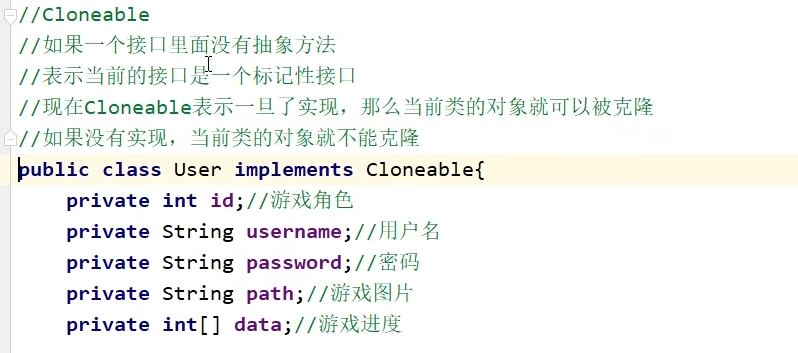 //Cloneable
//如果一个接口里面没有抽象方法
//表示当前的接口是一个标记性接口
//现在Cloneable表示一旦了实现，那么当前类的对象就可以被克隆
//如果没有实现，当前类的对象就不能克隆
public class User implements Cloneable{
    private int id;//游戏角色
    private String username;//用户名
    private String password;//密码
    private String path;//游戏图片
    private int[] data;//游戏进度